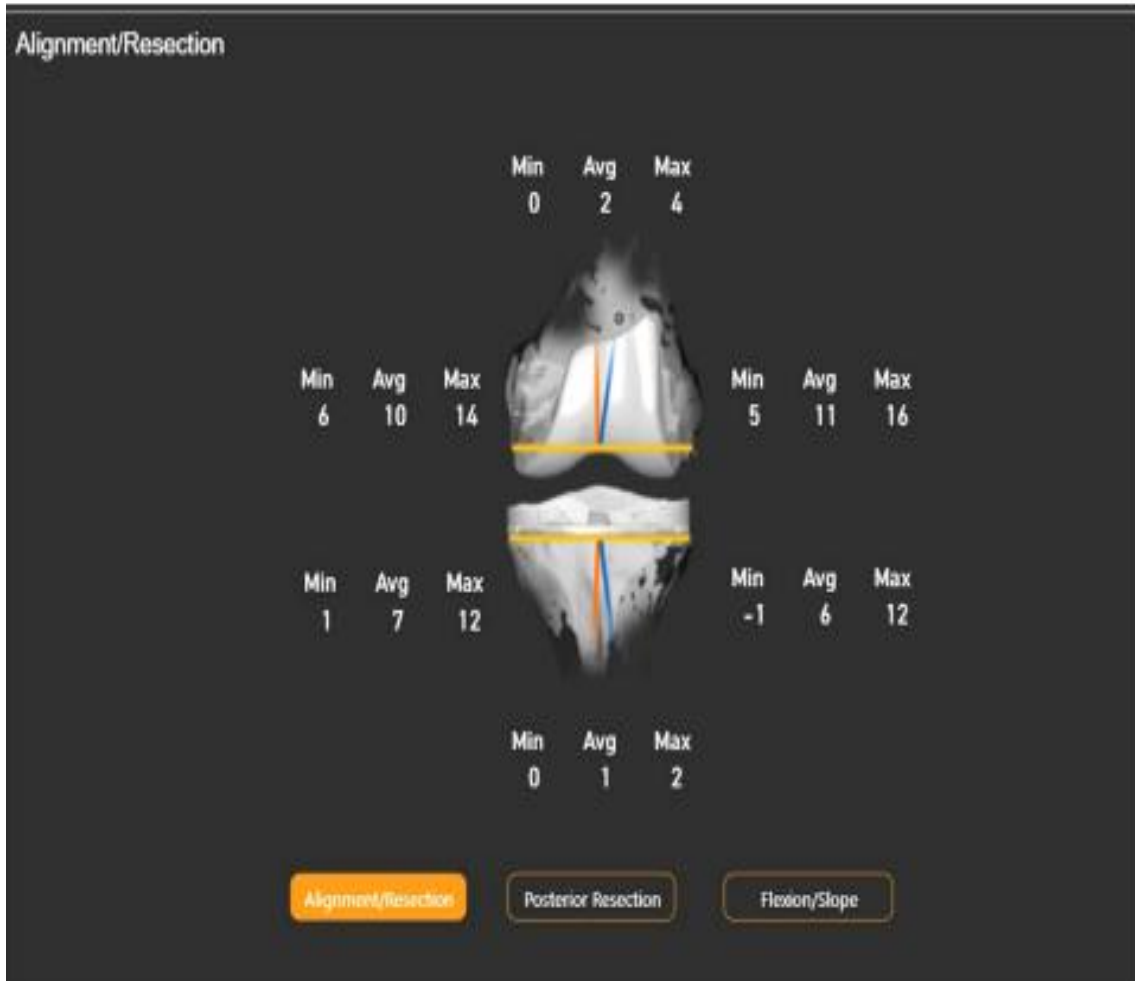 Alignment/Resection
Min Avg Max
0 2 4
Min Avg Max
6 10 14
Min Avg Max
5 11 16
Min Avg Max
1 7 12
Min Avg Max
-1 6 12
Min Avg Max
0 1 2
Alignment/Resection
Posterior Resection
Flexion/Slope